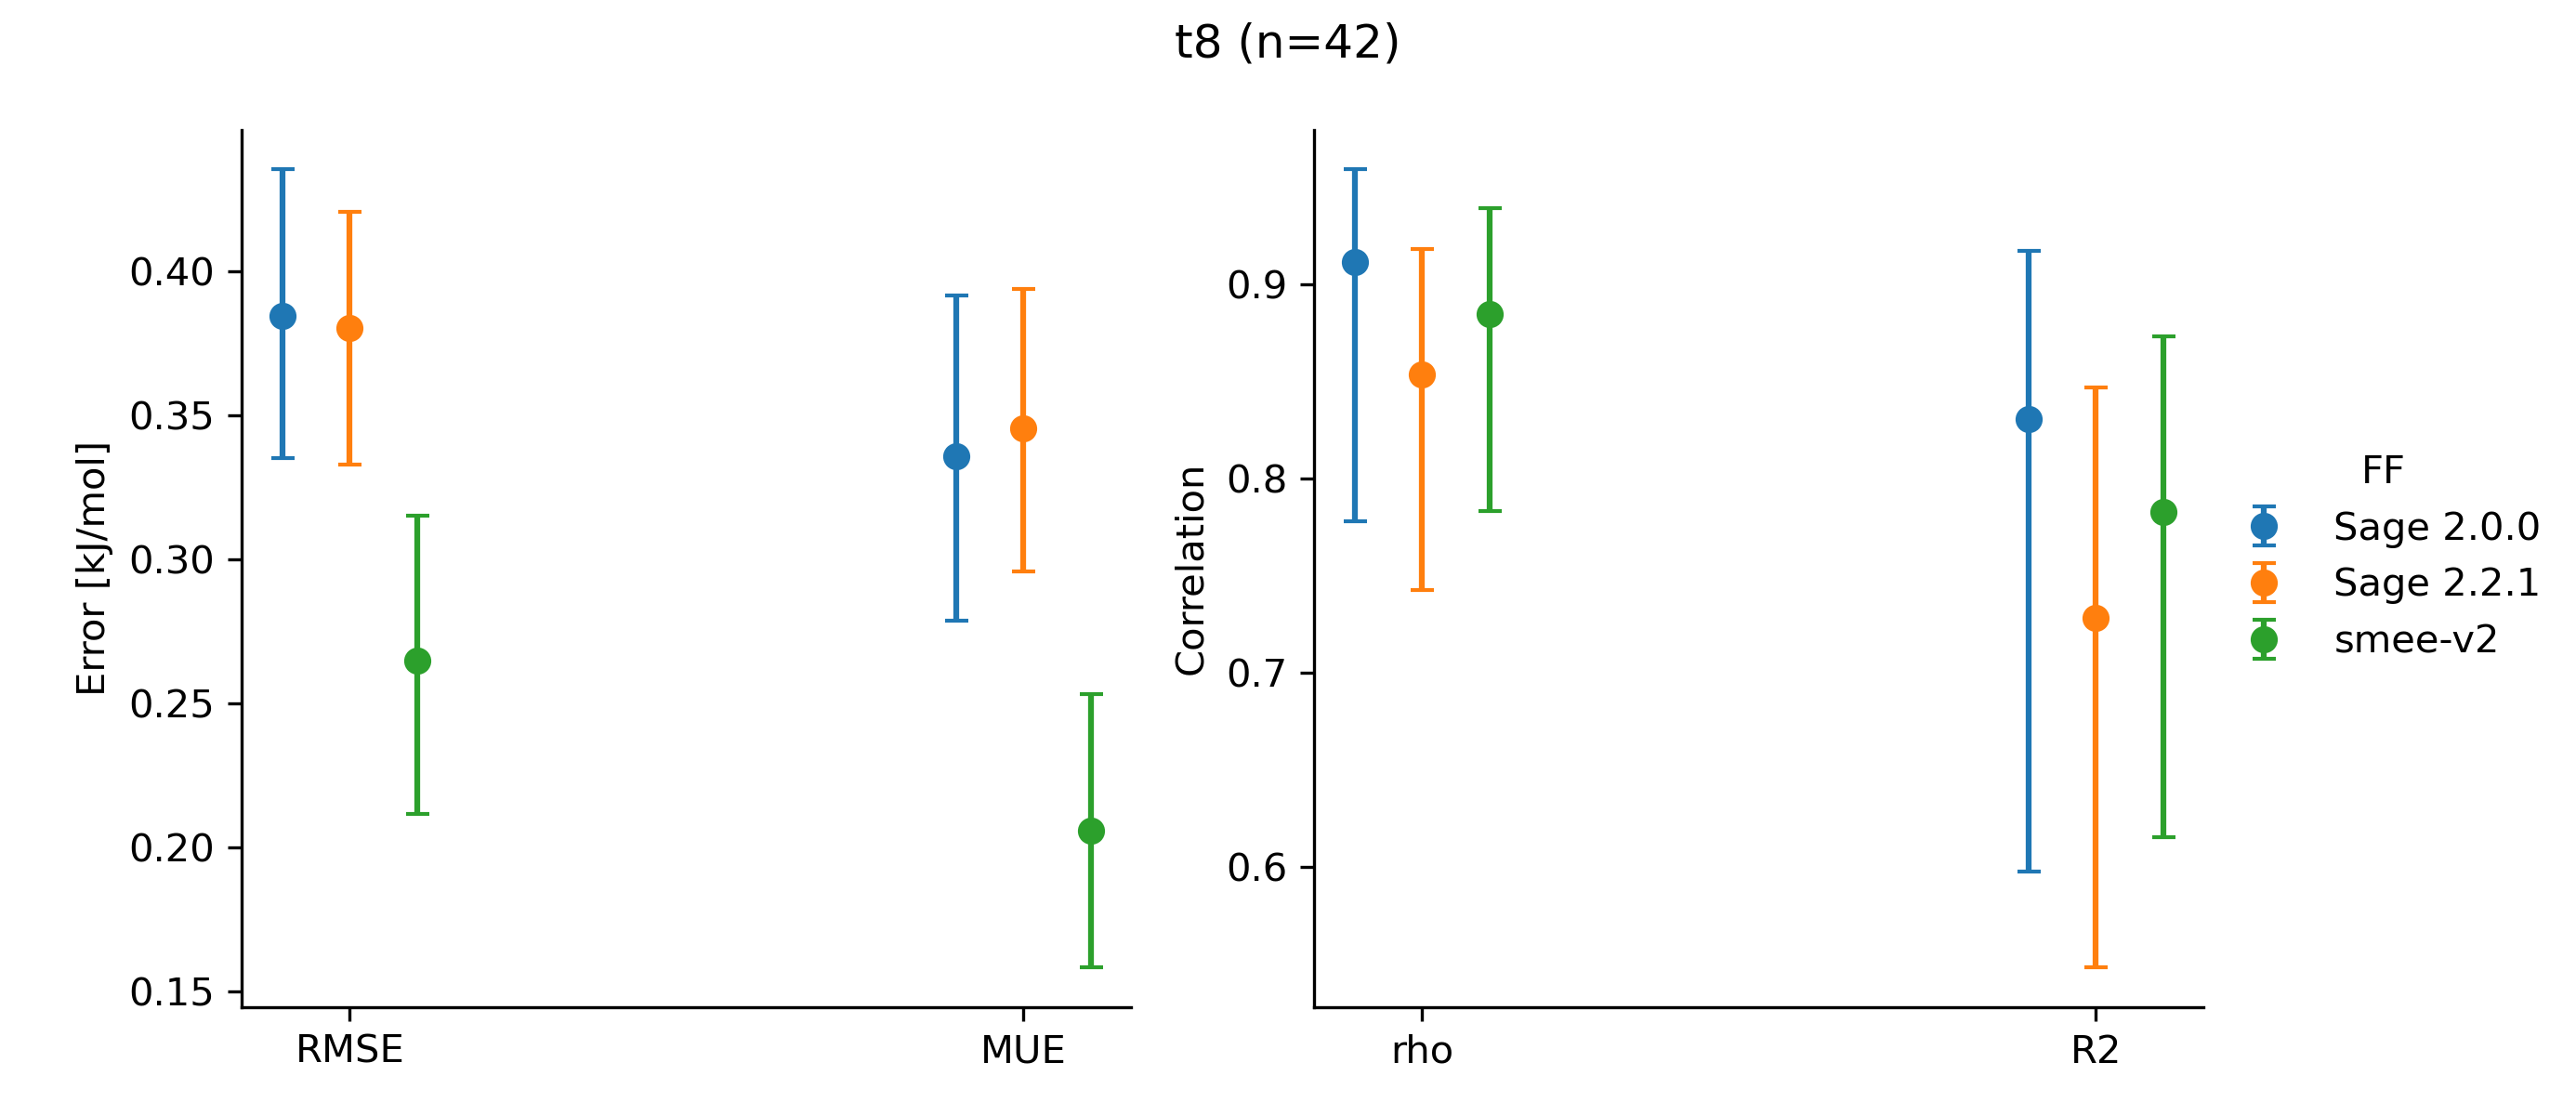 t8 (n=42)
Error [kJ/mol]
0.40
0.35
0.30
0.25
0.20
0.15
RMSE
MUE
Correlation
0.9
0.8
0.7
0.6
rho
R2
FF
Sage 2.0.0
Sage 2.2.1
smee-v2